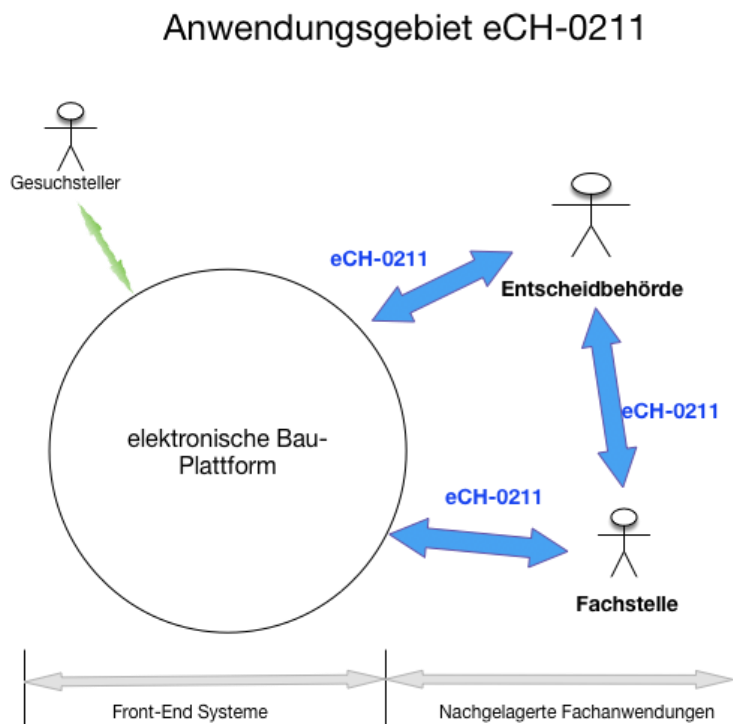 Anwendungsgebiet eCH-0211
Gesuchsteller
eCH-0211
Entscheidbehörde
eCH-0211
elektronische Bau-
Plattform
eCH-0211
Fachstelle
Front-End Systeme
Nachgelagerte Fachanwendungen